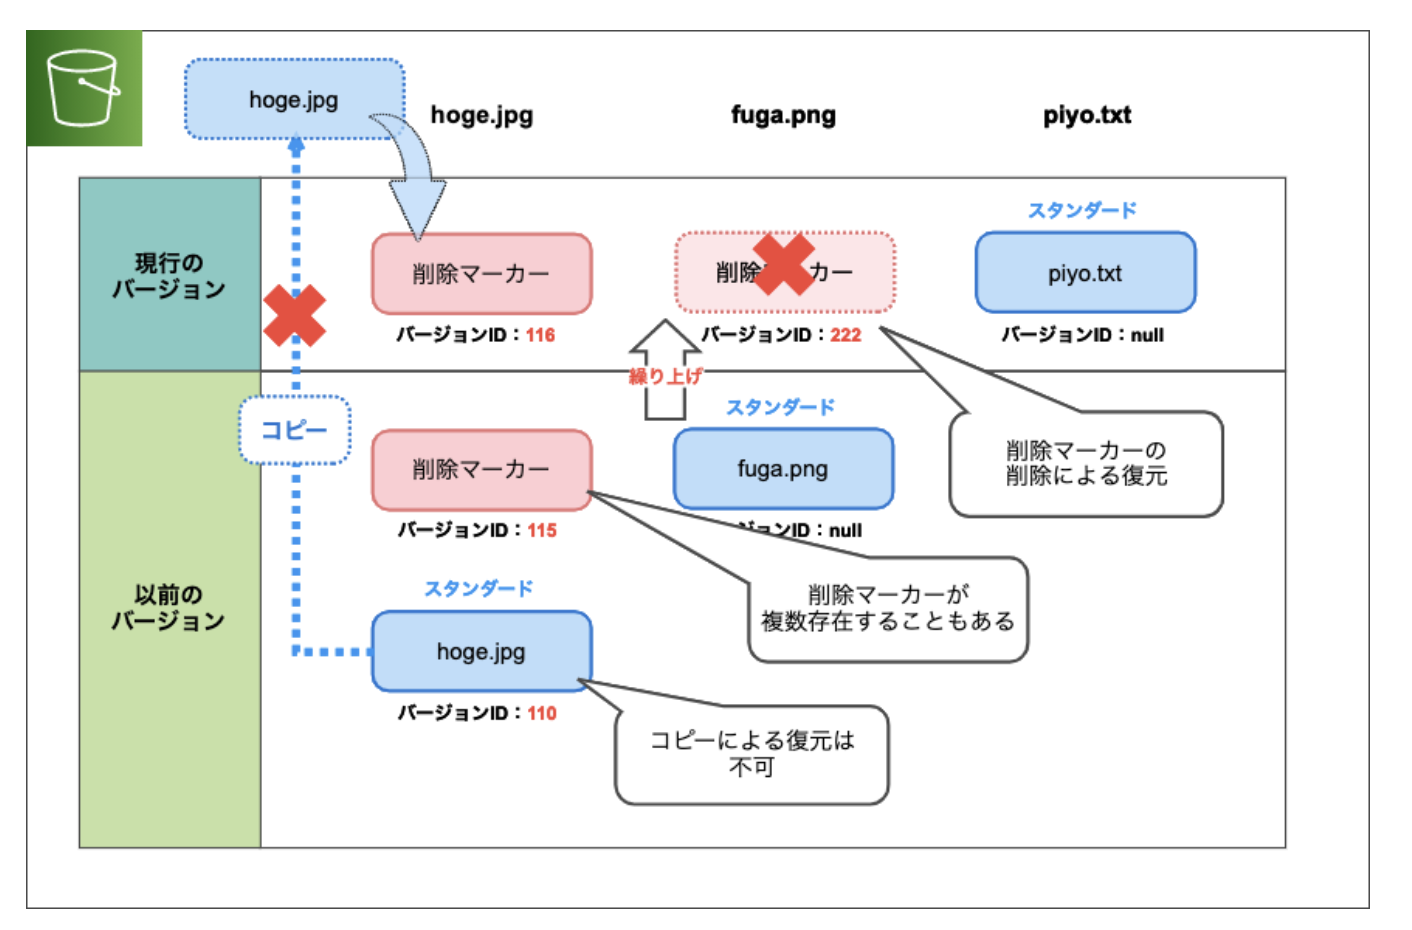 hoge.jpg
hoge.jpg
fuga.png
piyo.txt
現行の
バージョン
削除マーカー
バージョンID：116
削除マーカー
バージョンID：222
スタンダード
piyo.txt
バージョンID：null
繰り上げ
コピー
以前の
バージョン
削除マーカー
バージョンID：115
スタンダード
fuga.png
ージョンID：null
削除マーカーの
削除による復元
削除マーカーが
複数存在することもある
スタンダード
hoge.jpg
バージョンID：110
コピーによる復元は
不可